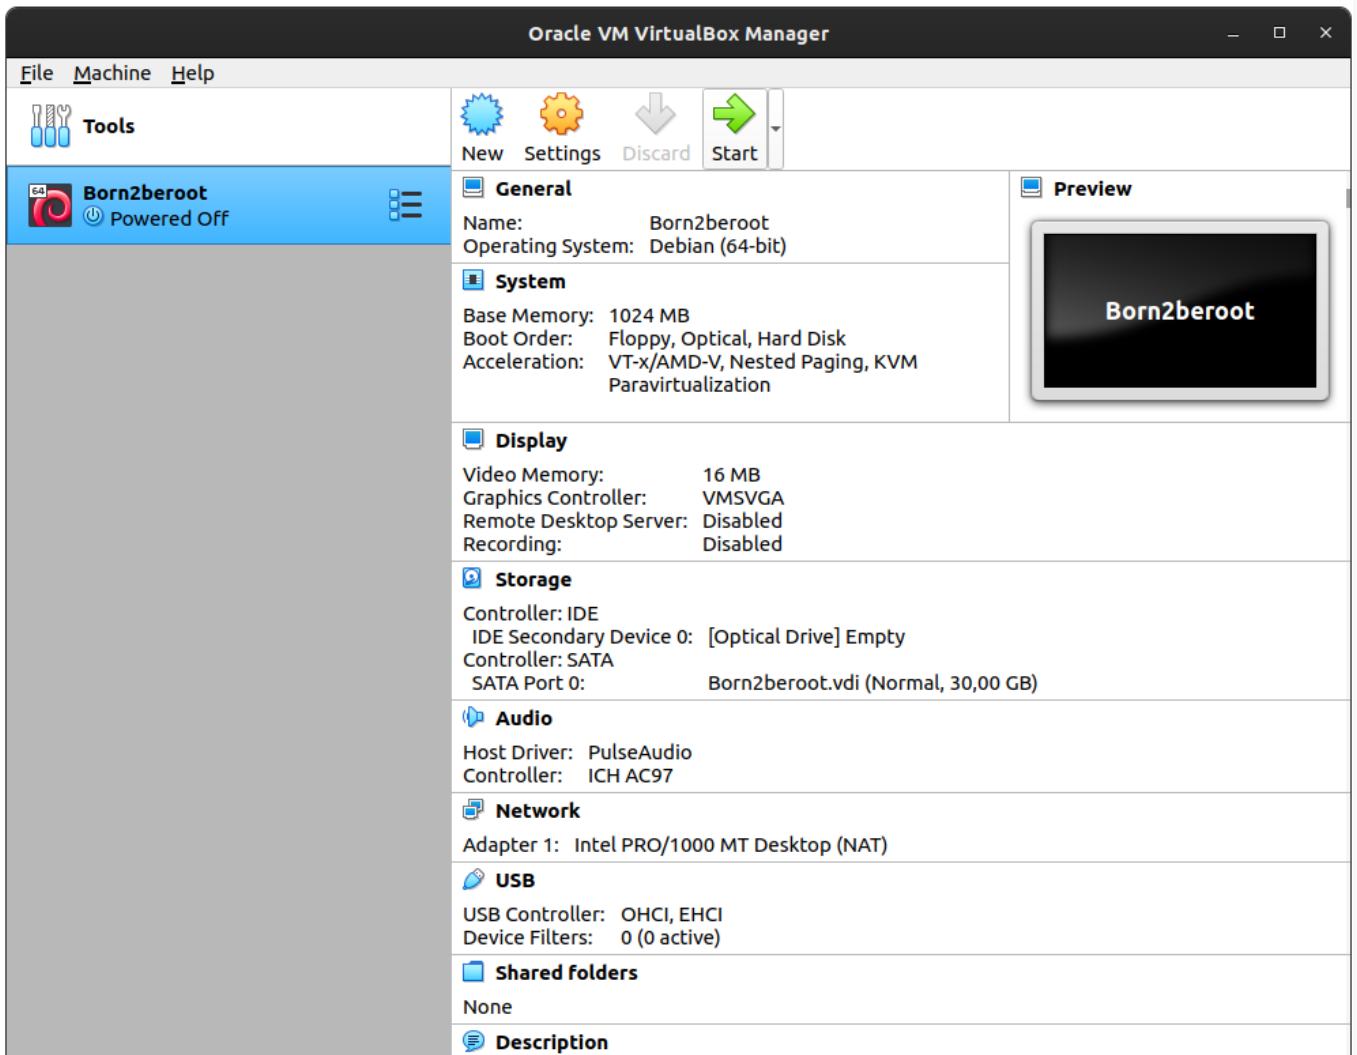 Oracle VM VirtualBox Manager
File Machine Help
Tools
New Settings Discard Start
64
Born2beroot
Powered Off
General
Name: Born2beroot
Operating System: Debian (64-bit)
Preview
Born2beroot
System
Base Memory: 1024 MB
Boot Order: Floppy, Optical, Hard Disk
Acceleration: VT-x/AMD-V, Nested Paging, KVM
Paravirtualization
Display
Video Memory: 16 MB
Graphics Controller: VMSVGA
Remote Desktop Server: Disabled
Recording: Disabled
Storage
Controller: IDE
IDE Secondary Device 0: [Optical Drive] Empty
Controller: SATA
SATA Port 0: Born2beroot.vdi (Normal, 30,00 GB)
Audio
Host Driver: PulseAudio
Controller: ICH AC97
Network
Adapter 1: Intel PRO/1000 MT Desktop (NAT)
USB
USB Controller: OHCI, EHCI
Device Filters: 0 (0 active)
Shared folders
None
Description